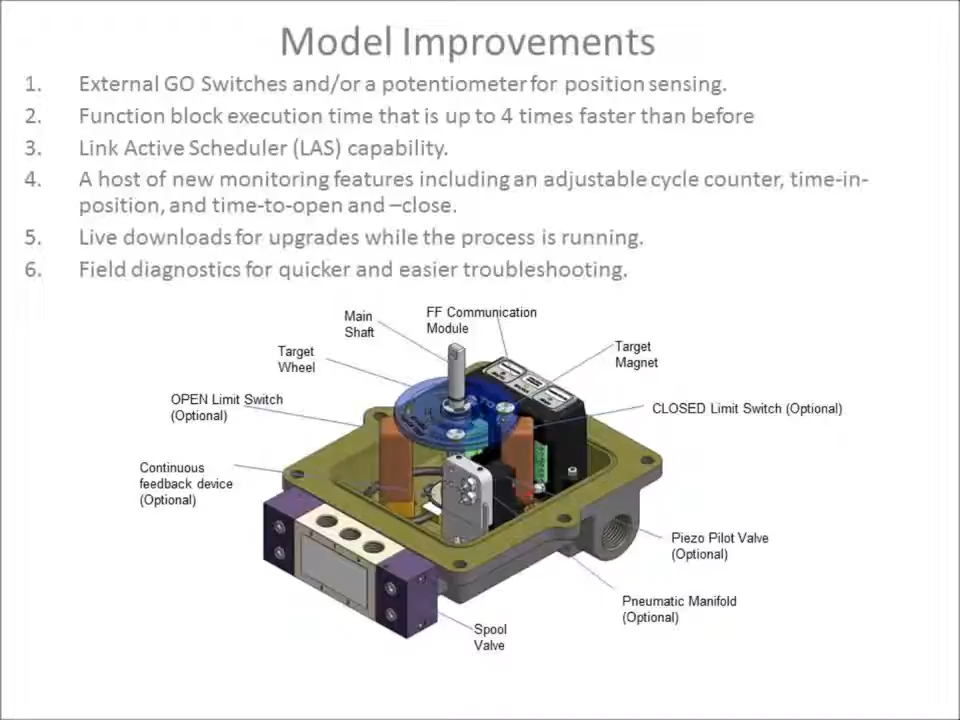 Model Improvements
1. External GO Switches and/or a potentiometer for position sensing.
2. Function block execution time that is up to 4 times faster than before
3. Link Active Scheduler (LAS) capability.
4. A host of new monitoring features including an adjustable cycle counter, time-in-
position, and time-to-open and –close.
5. Live downloads for upgrades while the process is running.
6. Field diagnostics for quicker and easier troubleshooting.
Main
Shaft
FF Communication
Module
Target
Wheel
Target
Magnet
OPEN Limit Switch
(Optional)
CLOSED Limit Switch (Optional)
Continuous
feedback device
(Optional)
Piezo Pilot Valve
(Optional)
Pneumatic Manifold
(Optional)
Spool
Valve